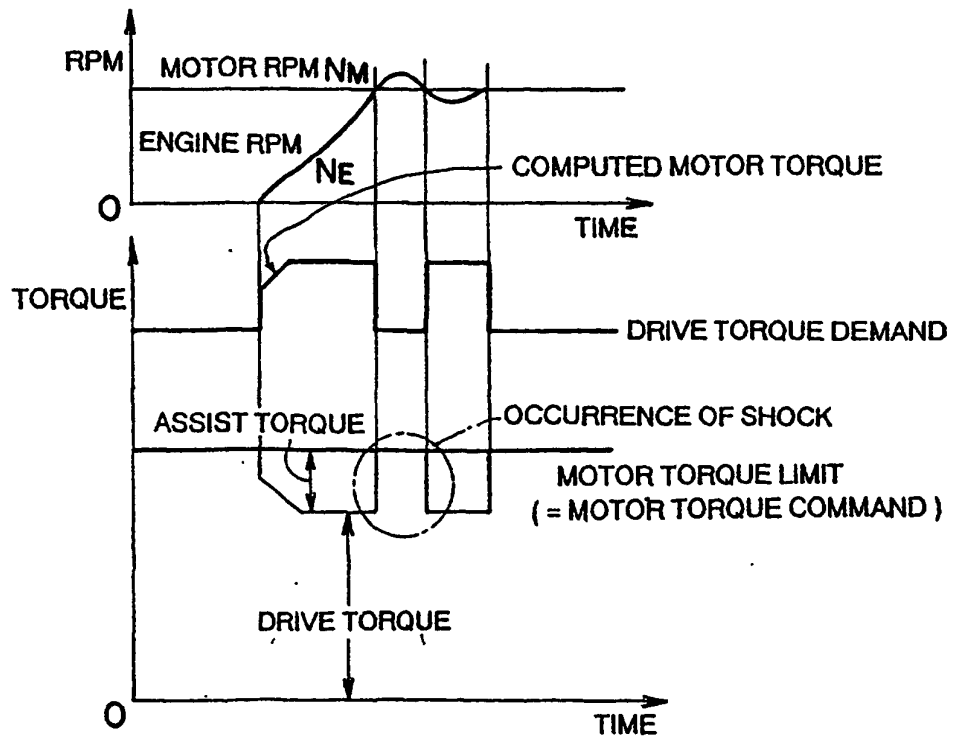 RPM
MOTOR RPM NM
ENGINE RPM
NE
COMPUTED MOTOR TORQUE
O
TIME
TORQUE
DRIVE TORQUE DEMAND
ASSIST TORQUE
OCCURRENCE OF SHOCK
MOTOR TORQUE LIMIT
( = MOTOR TORQUE COMMAND )
DRIVE TORQUE
O
TIME